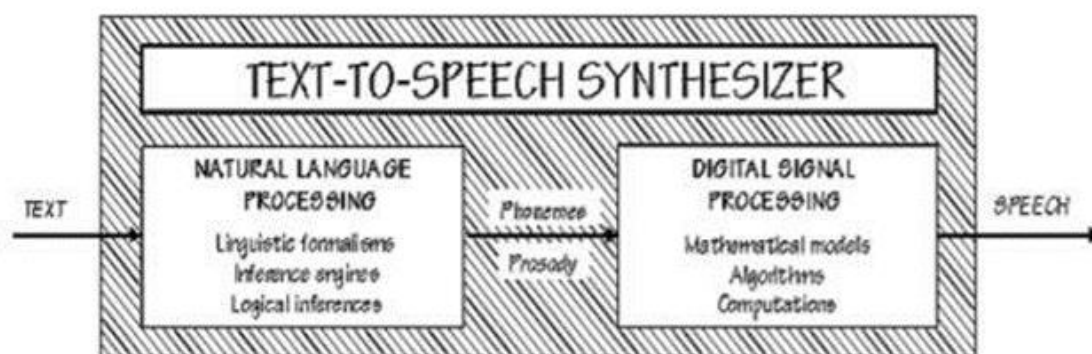 TEXT-TO-SPEECH SYNTHESIZER
TEXT
NATURAL LANGUAGE
PROCESSING
Linguistic formalisms
Inference engines
Logical inferences
Phonemes
Prosody
DIGITAL SIGNAL
PROCESSING
Mathematical models
Algorithms
Computations
SPEECH